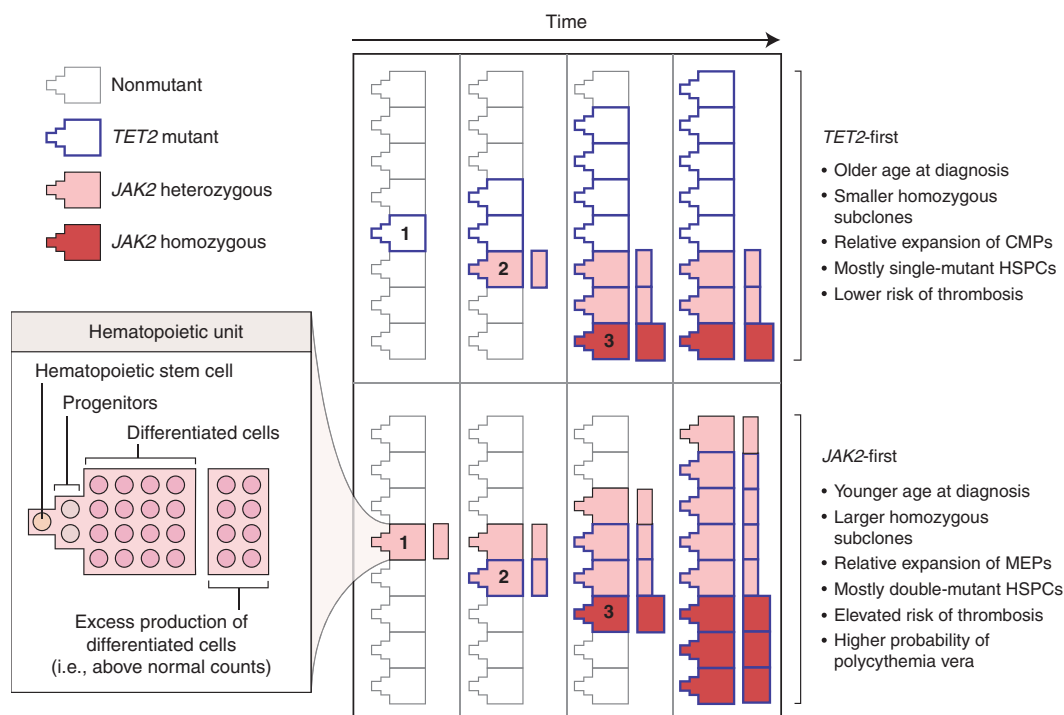 Time
Nonmutant
TET2 mutant
JAK2 heterozygous
JAK2 homozygous
1
2
3
TET2-first
• Older age at diagnosis
• Smaller homozygous
subclones
• Relative expansion of CMPs
• Mostly single-mutant HSPCs
• Lower risk of thrombosis
Hematopoietic unit
Hematopoietic stem cell
Progenitors
Differentiated cells
Excess production of
differentiated cells
(i.e., above normal counts)
1
2
3
JAK2-first
• Younger age at diagnosis
• Larger homozygous
subclones
• Relative expansion of MEPs
• Mostly double-mutant HSPCs
• Elevated risk of thrombosis
• Higher probability of
polycythemia vera